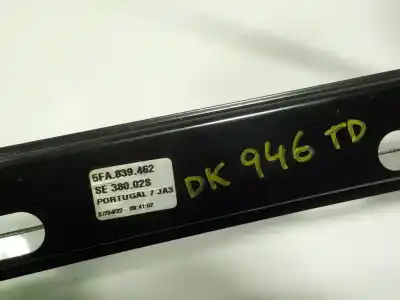 5FA.839.462
SE 380.02S
PORTUGAL / JA3
DK 946 TD